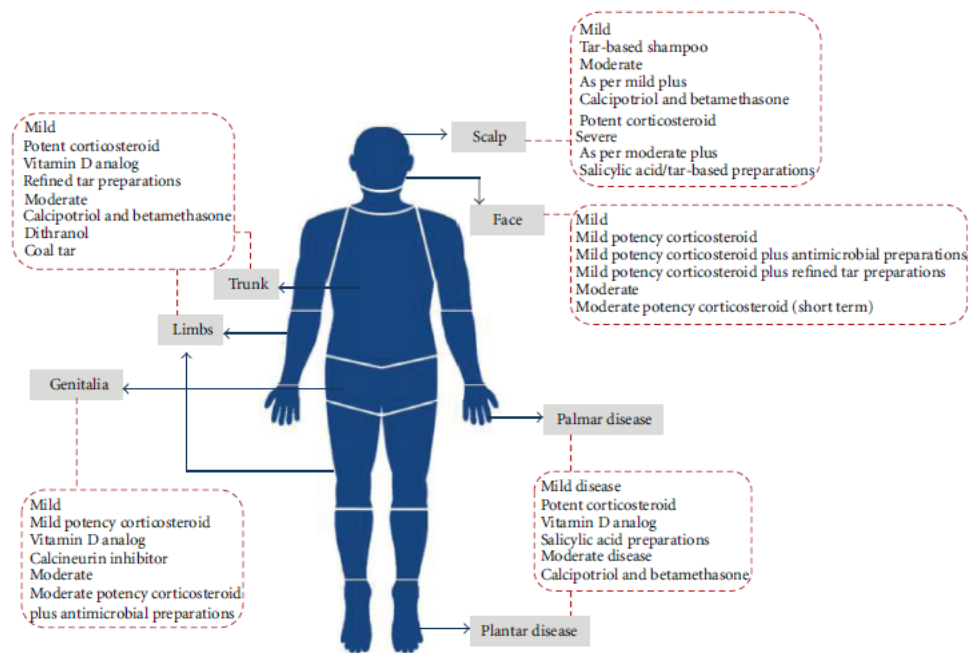 Mild
Tar-based shampoo
Moderate
As per mild plus
Calcipotriol and betamethasone
Potent corticosteroid
Severe
As per moderate plus
Salicylic acid/tar-based preparations
Scalp
Mild
Potent corticosteroid
Vitamin D analog
Refined tar preparations
Moderate
Calcipotriol and betamethasone
Dithranol
Coal tar
Face
Mild
Mild potency corticosteroid
Mild potency corticosteroid plus antimicrobial preparations
Mild potency corticosteroid plus refined tar preparations
Moderate
Moderate potency corticosteroid (short term)
Trunk
Limbs
Genitalia
Palmar disease
Mild
Mild potency corticosteroid
Vitamin D analog
Calcineurin inhibitor
Moderate
Moderate potency corticosteroid
plus antimicrobial preparations
Mild disease
Potent corticosteroid
Vitamin D analog
Salicylic acid preparations
Moderate disease
Calcipotriol and betamethasone
Plantar disease